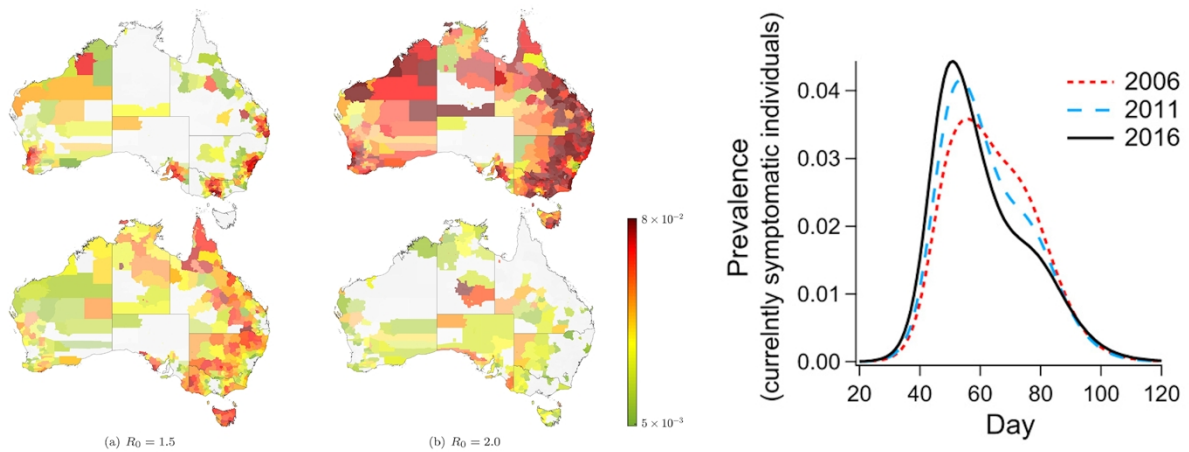 8 × 10⁻²
5 × 10⁻³
(a) R₀ = 1.5
(b) R₀ = 2.0
Prevalence
(currently symptomatic individuals)
0.04
0.03
0.02
0.01
0.00
20 40 60 80 100 120
Day
2006
2011
2016